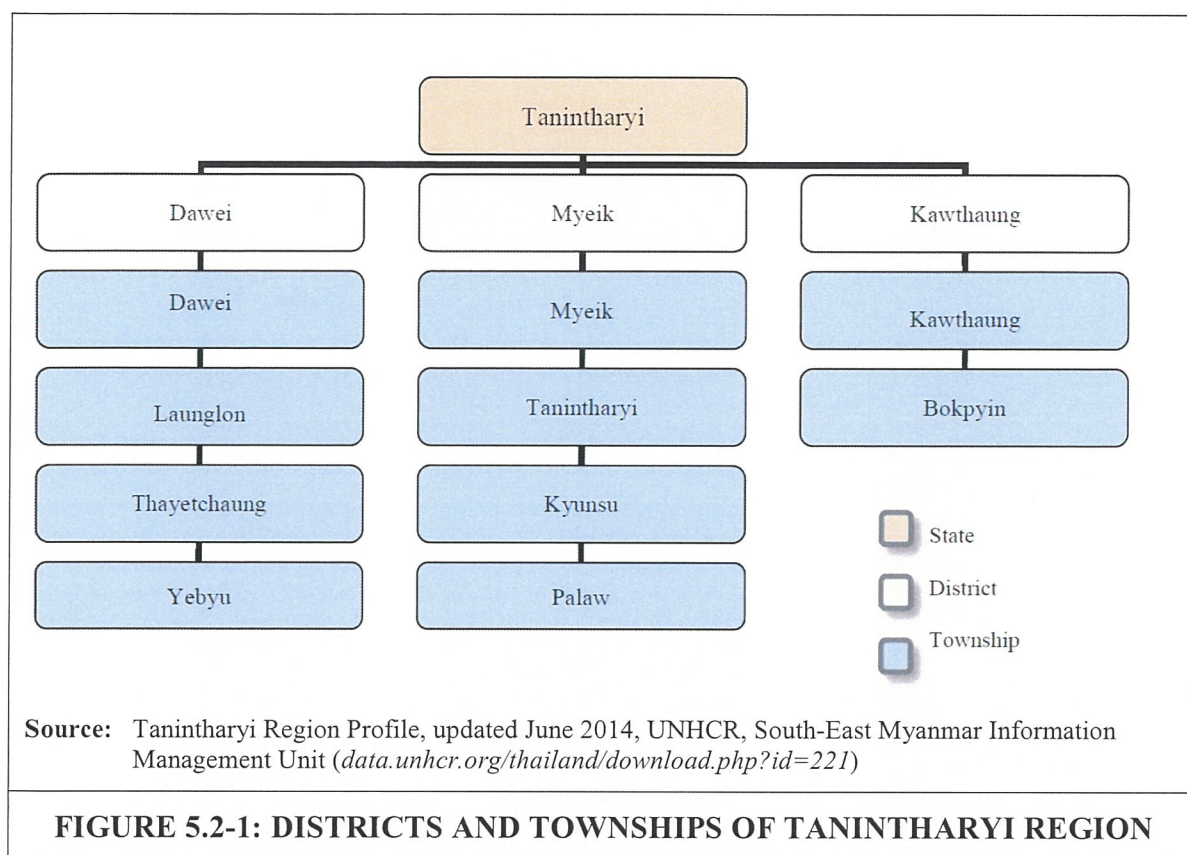 Tanintharyi
Dawei
Myeik
Kawthaung
Dawei
Myeik
Kawthaung
Launglon
Tanintharyi
Bokpyin
Thayetchaung
Kyunsu
Yebyu
Palaw
State
District
Township
Source: Tanintharyi Region Profile, updated June 2014, UNHCR, South-East Myanmar Information
Management Unit (data.unhcr.org/thailand/download.php?id=221)
FIGURE 5.2-1: DISTRICTS AND TOWNSHIPS OF TANINTHARYI REGION